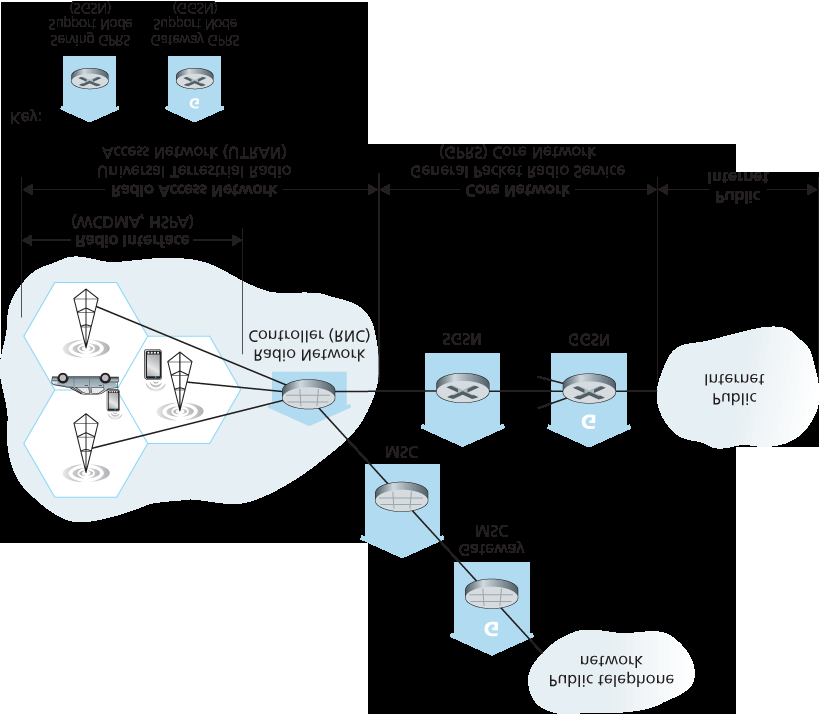 Public telephone
network
G
Gateway
MSC
MSC
G
Public
Internet
SGSN
GGSN
Radio Network
Controller (RNC)
Radio Interface
(WCDMA, HSPA)
Radio Access Network
Universal Terrestrial Radio
Access Network (UTRAN)
Core Network
General Packet Radio Service
(GPRS) Core Network
Public
Internet
Key:
G
Serving GPRS
Support Node
(SGSN)
Gateway GPRS
Support Node
(GGSN)